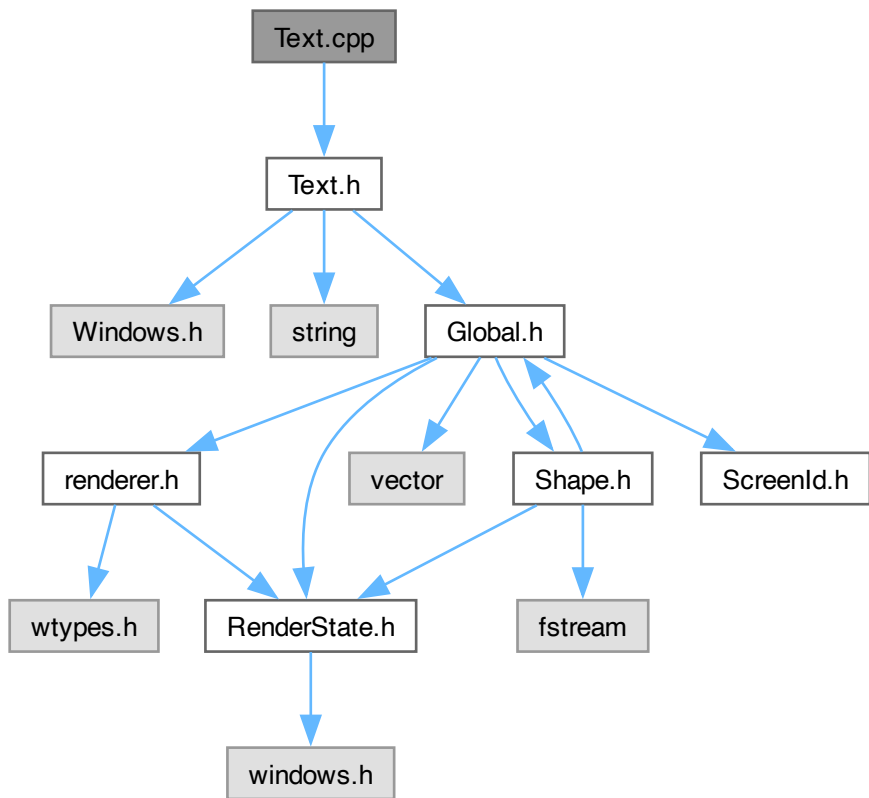 Text.cpp
Text.h
Windows.h
string
Global.h
renderer.h
vector
Shape.h
ScreenId.h
wtypes.h
RenderState.h
fstream
windows.h